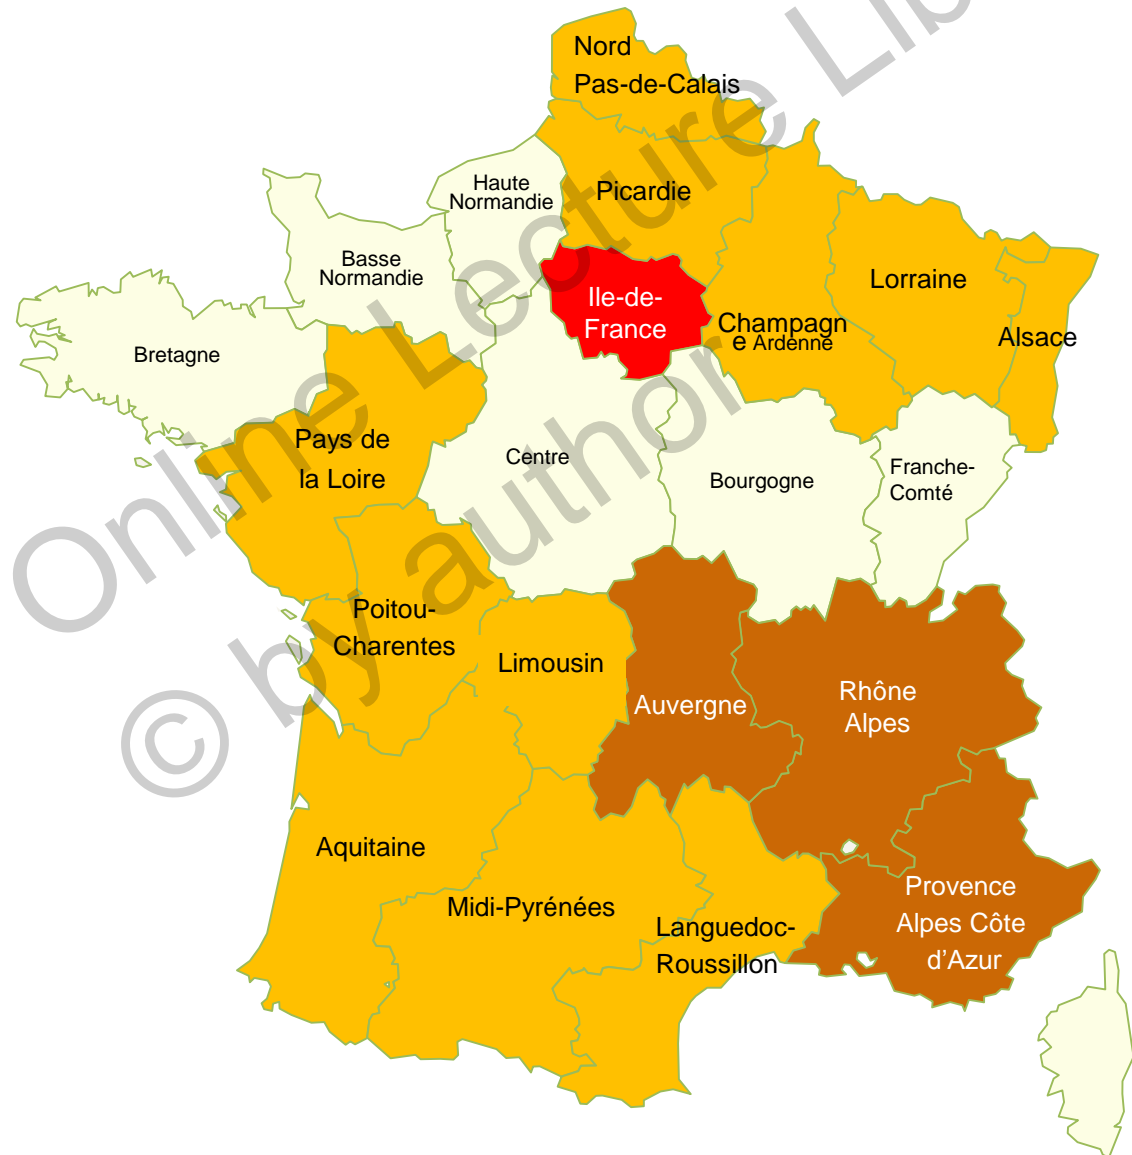 Nord
Pas-de-Calais
Haute
Normandie
Picardie
Basse
Normandie
Lorraine
Ile-de-
France
Champagn
e Ardenne
Alsace
Bretagne
Pays de
la Loire
Centre
Bourgogne
Franche-
Comté
Poitou-
Charentes
Limousin
Auvergne
Rhône
Alpes
Aquitaine
Midi-Pyrénées
Languedoc-
Roussillon
Provence
Alpes Côte
d'Azur
Online Lecture Lib
© by author